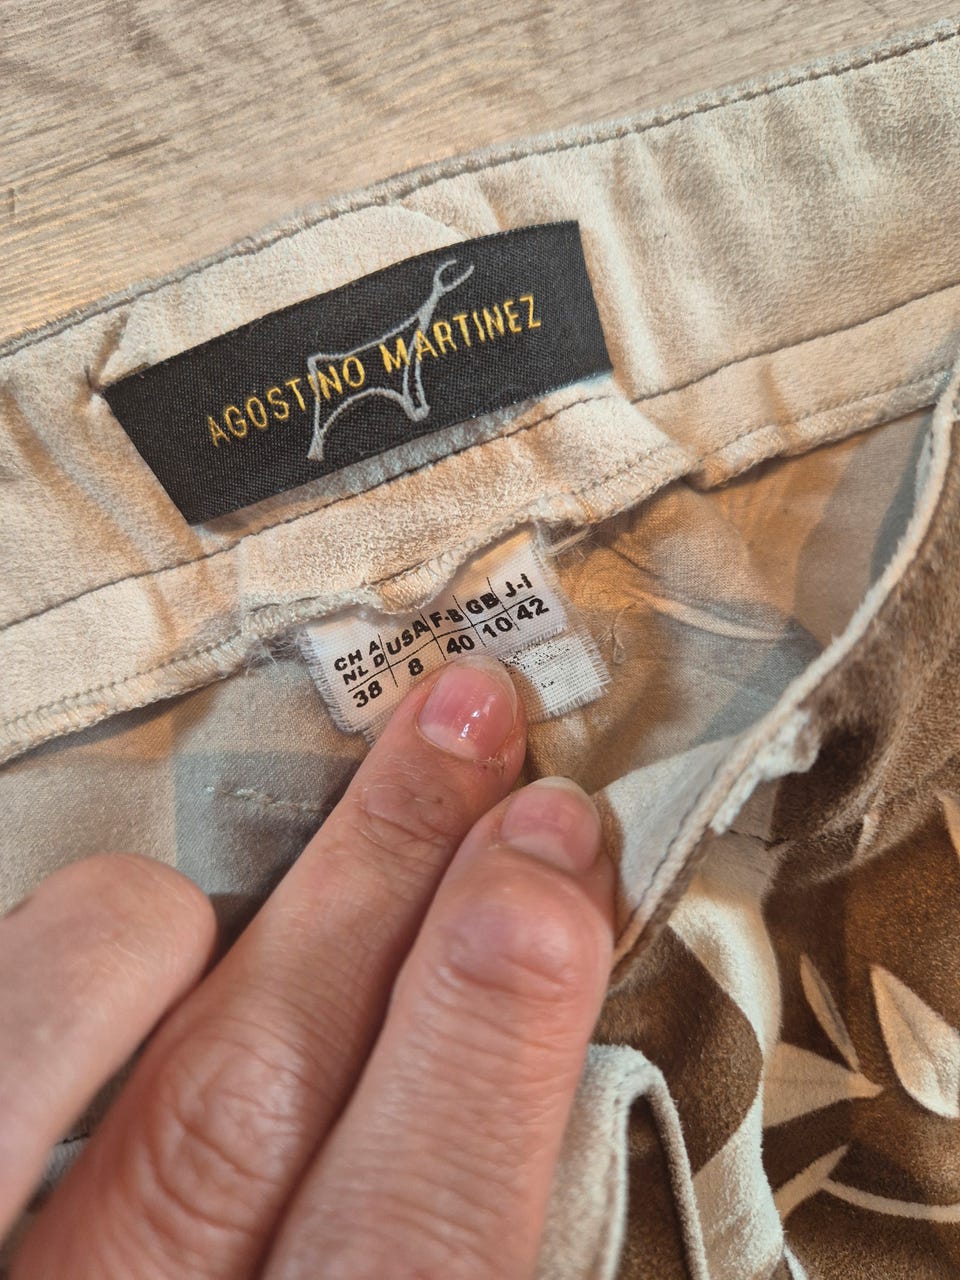 AGOSTINO MARTINEZ
CH A USA F-B GB J-I
NL D
38 8 40 10 42